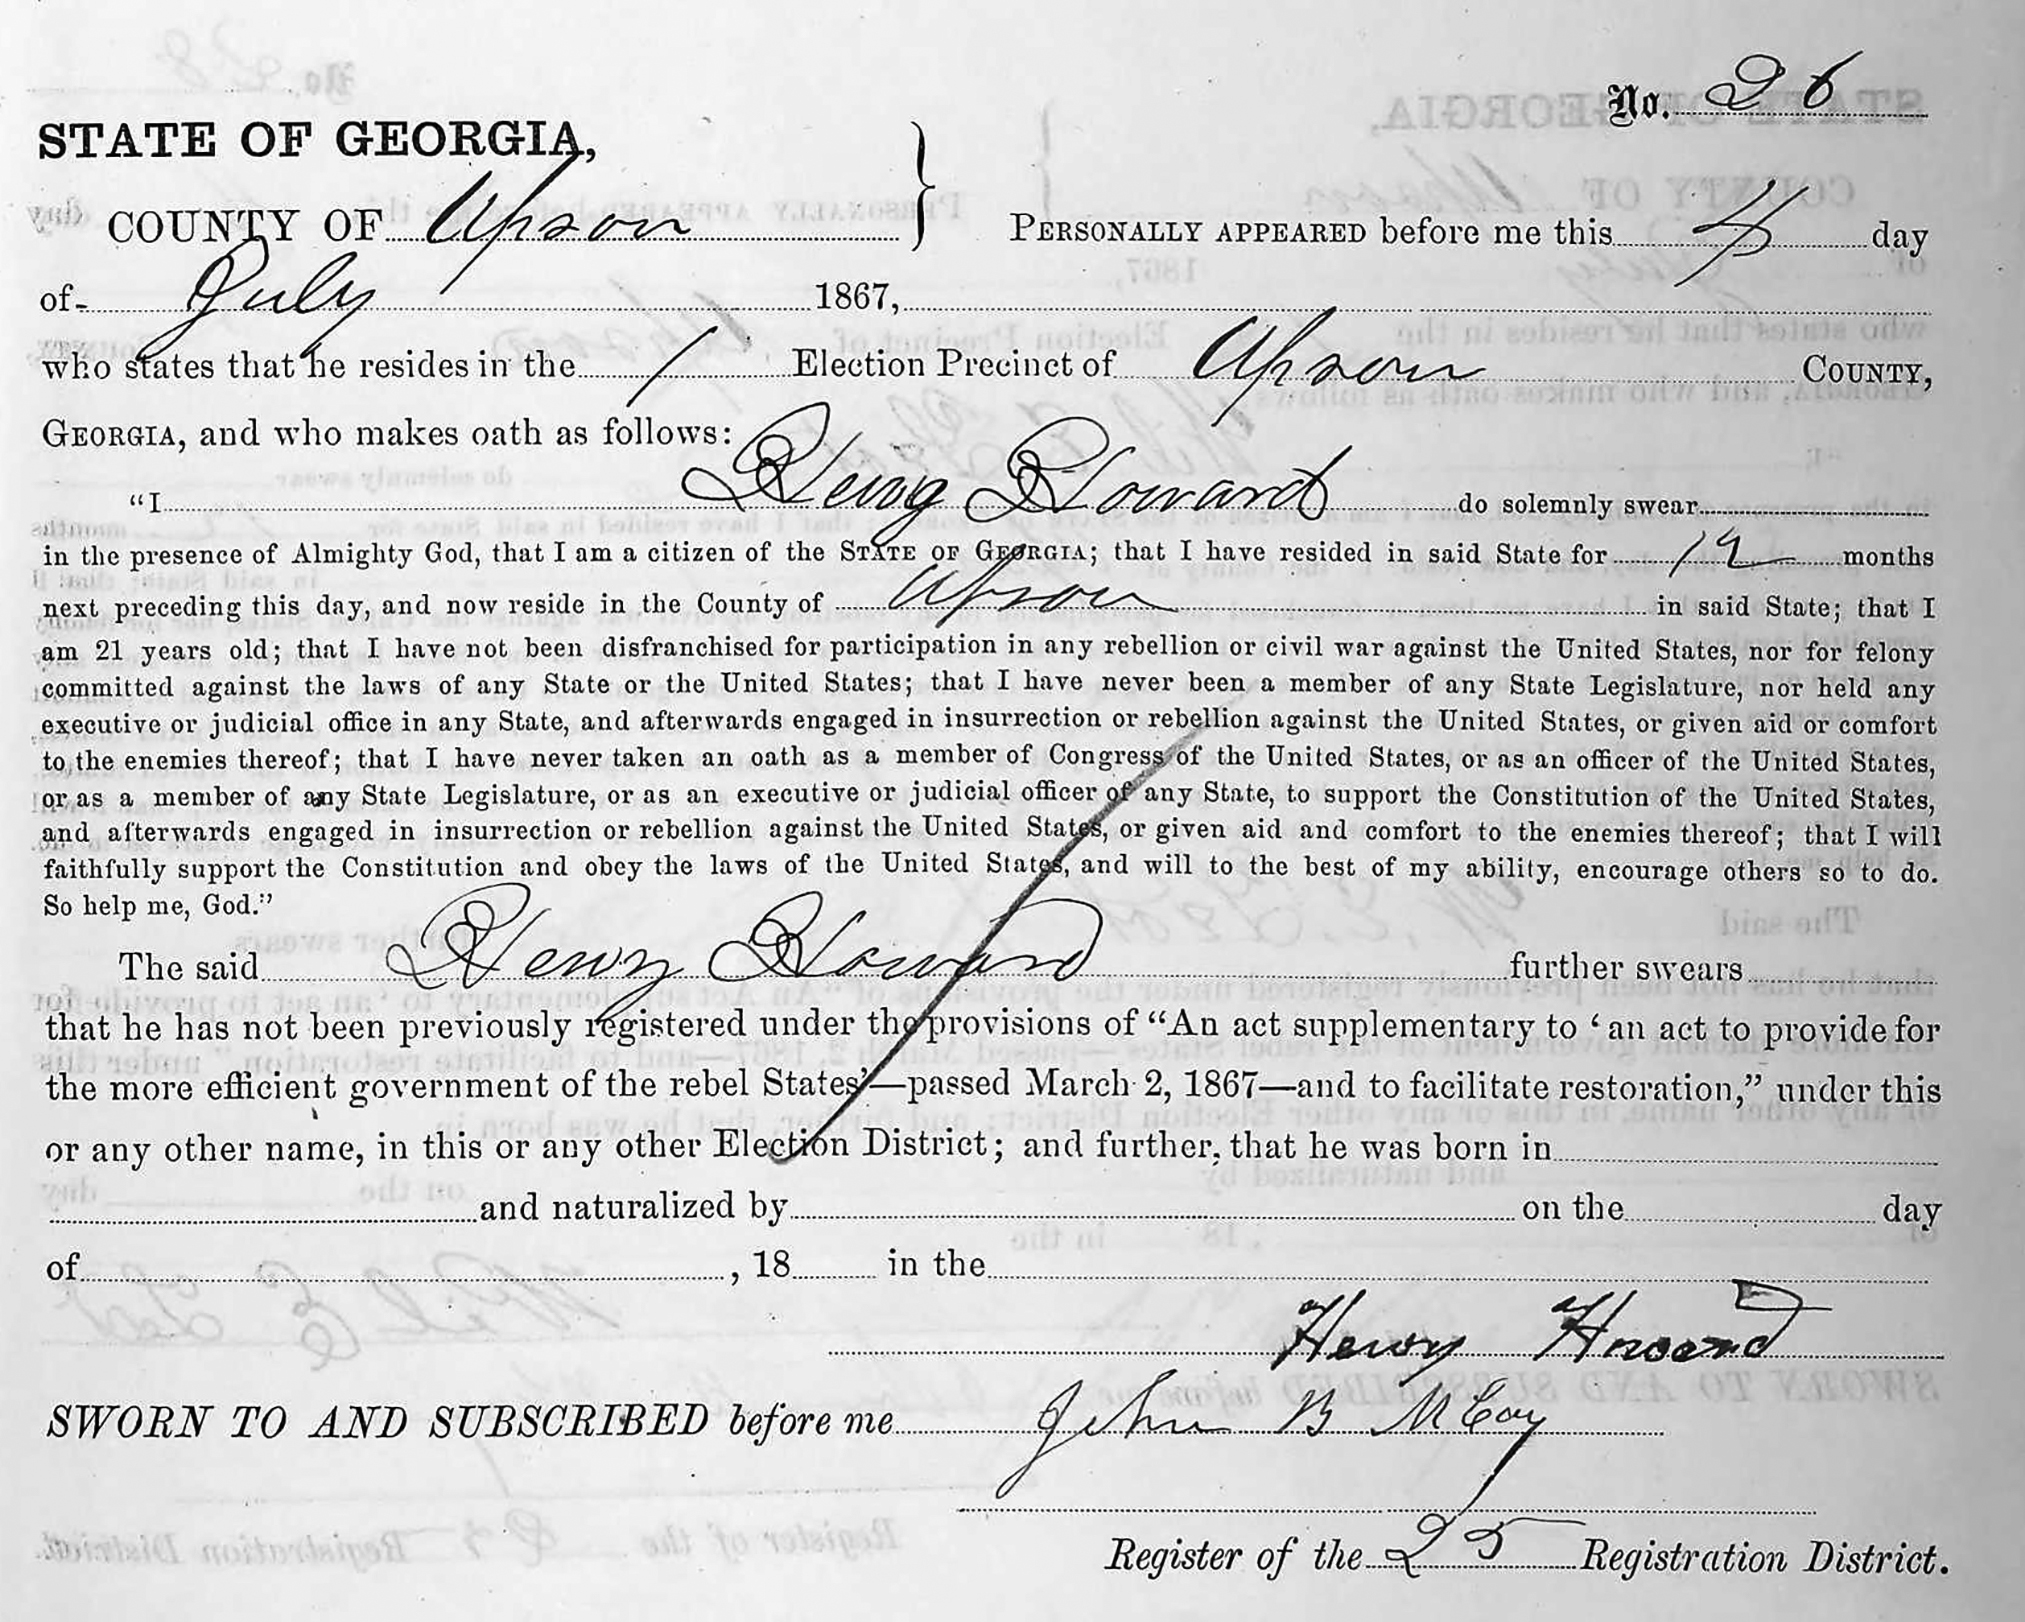 No. 26
STATE OF GEORGIA,
COUNTY OF Upson } PERSONALLY APPEARED before me this 4 day
of July 1867,
who states that he resides in the 1 Election Precinct of Upson COUNTY,
GEORGIA, and who makes oath as follows:
"I Henry Howard do solemnly swear
in the presence of Almighty God, that I am a citizen of the STATE OF GEORGIA; that I have resided in said State for 12 months
next preceding this day, and now reside in the County of Upson in said State; that I
am 21 years old; that I have not been disfranchised for participation in any rebellion or civil war against the United States, nor for felony
committed against the laws of any State or the United States; that I have never been a member of any State Legislature, nor held any
executive or judicial office in any State, and afterwards engaged in insurrection or rebellion against the United States, or given aid or comfort
to the enemies thereof; that I have never taken an oath as a member of Congress of the United States, or as an officer of the United States,
or as a member of any State Legislature, or as an executive or judicial officer of any State, to support the Constitution of the United States,
and afterwards engaged in insurrection or rebellion against the United States, or given aid and comfort to the enemies thereof; that I will
faithfully support the Constitution and obey the laws of the United States, and will to the best of my ability, encourage others so to do.
So help me, God."
The said Henry Howard further swears
that he has not been previously registered under the provisions of "An act supplementary to 'an act to provide for
the more efficient government of the rebel States'—passed March 2, 1867—and to facilitate restoration," under this
or any other name, in this or any other Election District; and further, that he was born in
and naturalized by on the day
of , 18 in the
Henry Howard
SWORN TO AND SUBSCRIBED before me John B McCoy
Register of the 25 Registration District.